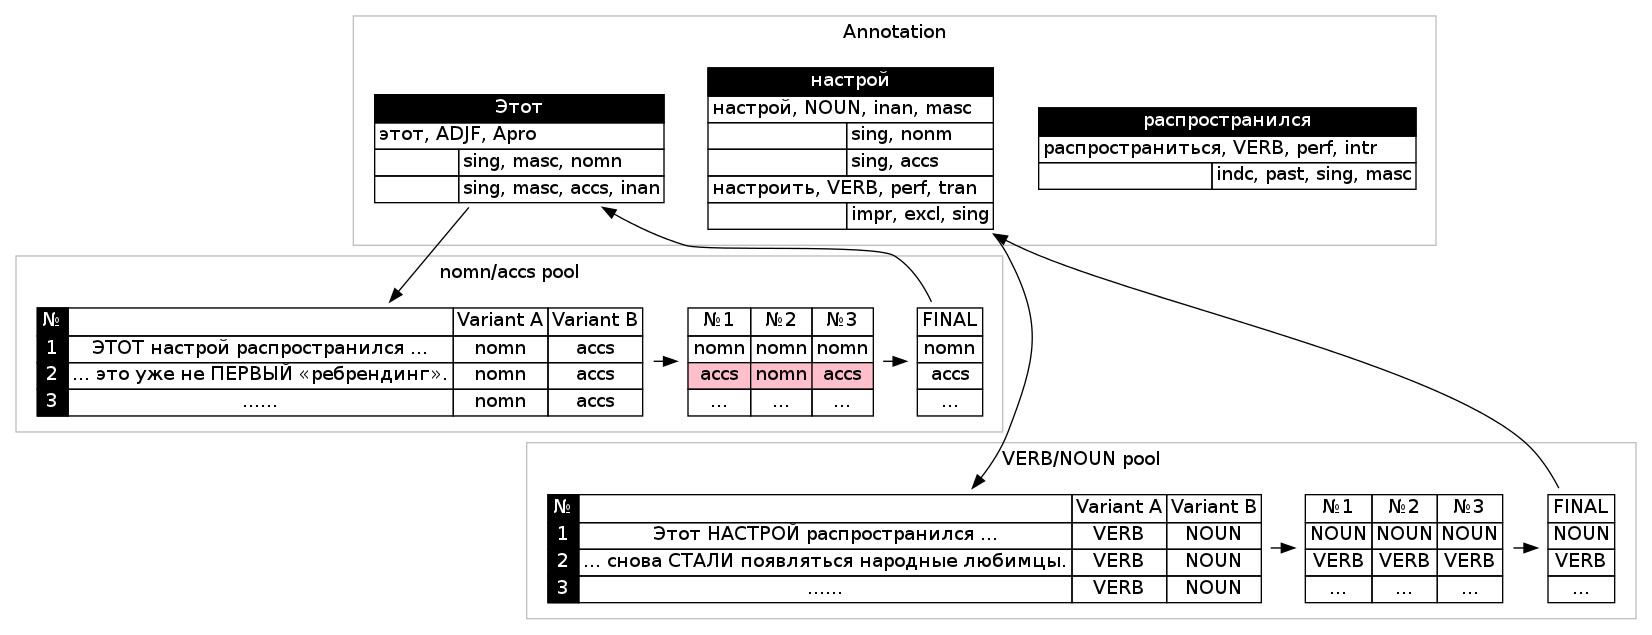 Annotation
Этот
этот, ADJF, Apro
sing, masc, nomn
sing, masc, accs, inan
настрой
настрой, NOUN, inan, masc
sing, nonm
sing, accs
настроить, VERB, perf, tran
impr, excl, sing
распространился
распространиться, VERB, perf, intr
indc, past, sing, masc
nomn/accs pool
№ Variant A Variant B
1 ЭТОТ настрой распространился ... nomn accs
2 ... это уже не ПЕРВЫЙ «ребрендинг». nomn accs
3 ...... nomn accs
№1 №2 №3
nomn nomn nomn
accs nomn accs
... ... ...
FINAL
nomn
accs
...
VERB/NOUN pool
№ Variant A Variant B
1 Этот НАСТРОЙ распространился ... VERB NOUN
2 ... снова СТАЛИ появляться народные любимцы. VERB NOUN
3 ...... VERB NOUN
№1 №2 №3
NOUN NOUN NOUN
VERB VERB VERB
... ... ...
FINAL
NOUN
VERB
...